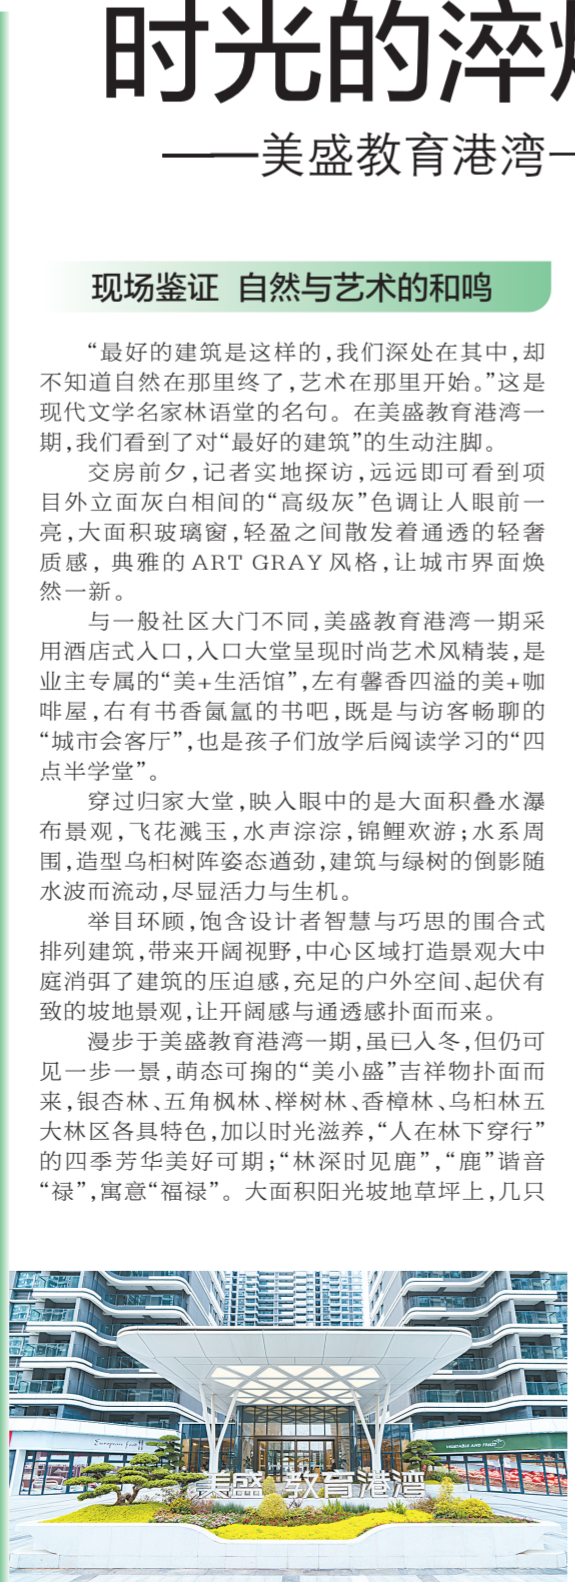 时光的淬
——美盛教育港湾一
现场鉴证 自然与艺术的和鸣
“最好的建筑是这样的，我们深处在其中，却
不知道自然在那里终了，艺术在那里开始。”这是
现代文学名家林语堂的名句。在美盛教育港湾一
期，我们看到了对“最好的建筑”的生动注脚。
交房前夕，记者实地探访，远远即可看到项
目外立面灰白相间的“高级灰”色调让人眼前一
亮，大面积玻璃窗，轻盈之间散发着通透的轻奢
质感，典雅的ART GRAY风格，让城市界面焕
然一新。
与一般社区大门不同，美盛教育港湾一期采
用酒店式入口，入口大堂呈现时尚艺术风精装，是
业主专属的“美+生活馆”，左有馨香四溢的美+咖
啡屋，右有书香氤氲的书吧，既是与访客畅聊的
“城市会客厅”，也是孩子们放学后阅读学习的“四
点半学堂”。
穿过归家大堂，映入眼中的是大面积叠水瀑
布景观，飞花溅玉，水声淙淙，锦鲤欢游；水系周
围，造型乌桕树阵姿态遒劲，建筑与绿树的倒影随
水波而流动，尽显活力与生机。
举目环顾，饱含设计者智慧与巧思的围合式
排列建筑，带来开阔视野，中心区域打造景观大中
庭消弭了建筑的压迫感，充足的户外空间、起伏有
致的坡地景观，让开阔感与通透感扑面而来。
漫步于美盛教育港湾一期，虽已入冬，但仍可
见一步一景，萌态可掬的“美小盛”吉祥物扑面而
来，银杏林、五角枫林、榉树林、香樟林、乌桕林五
大林区各具特色，加以时光滋养，“人在林下穿行”
的四季芳华美好可期；“林深时见鹿”，“鹿”谐音
“禄”，寓意“福禄”。大面积阳光坡地草坪上，几只
美盛 教育港湾